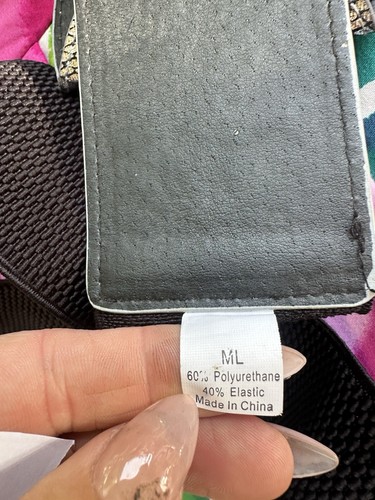 ML
60% Polyurethane
40% Elastic
Made In China